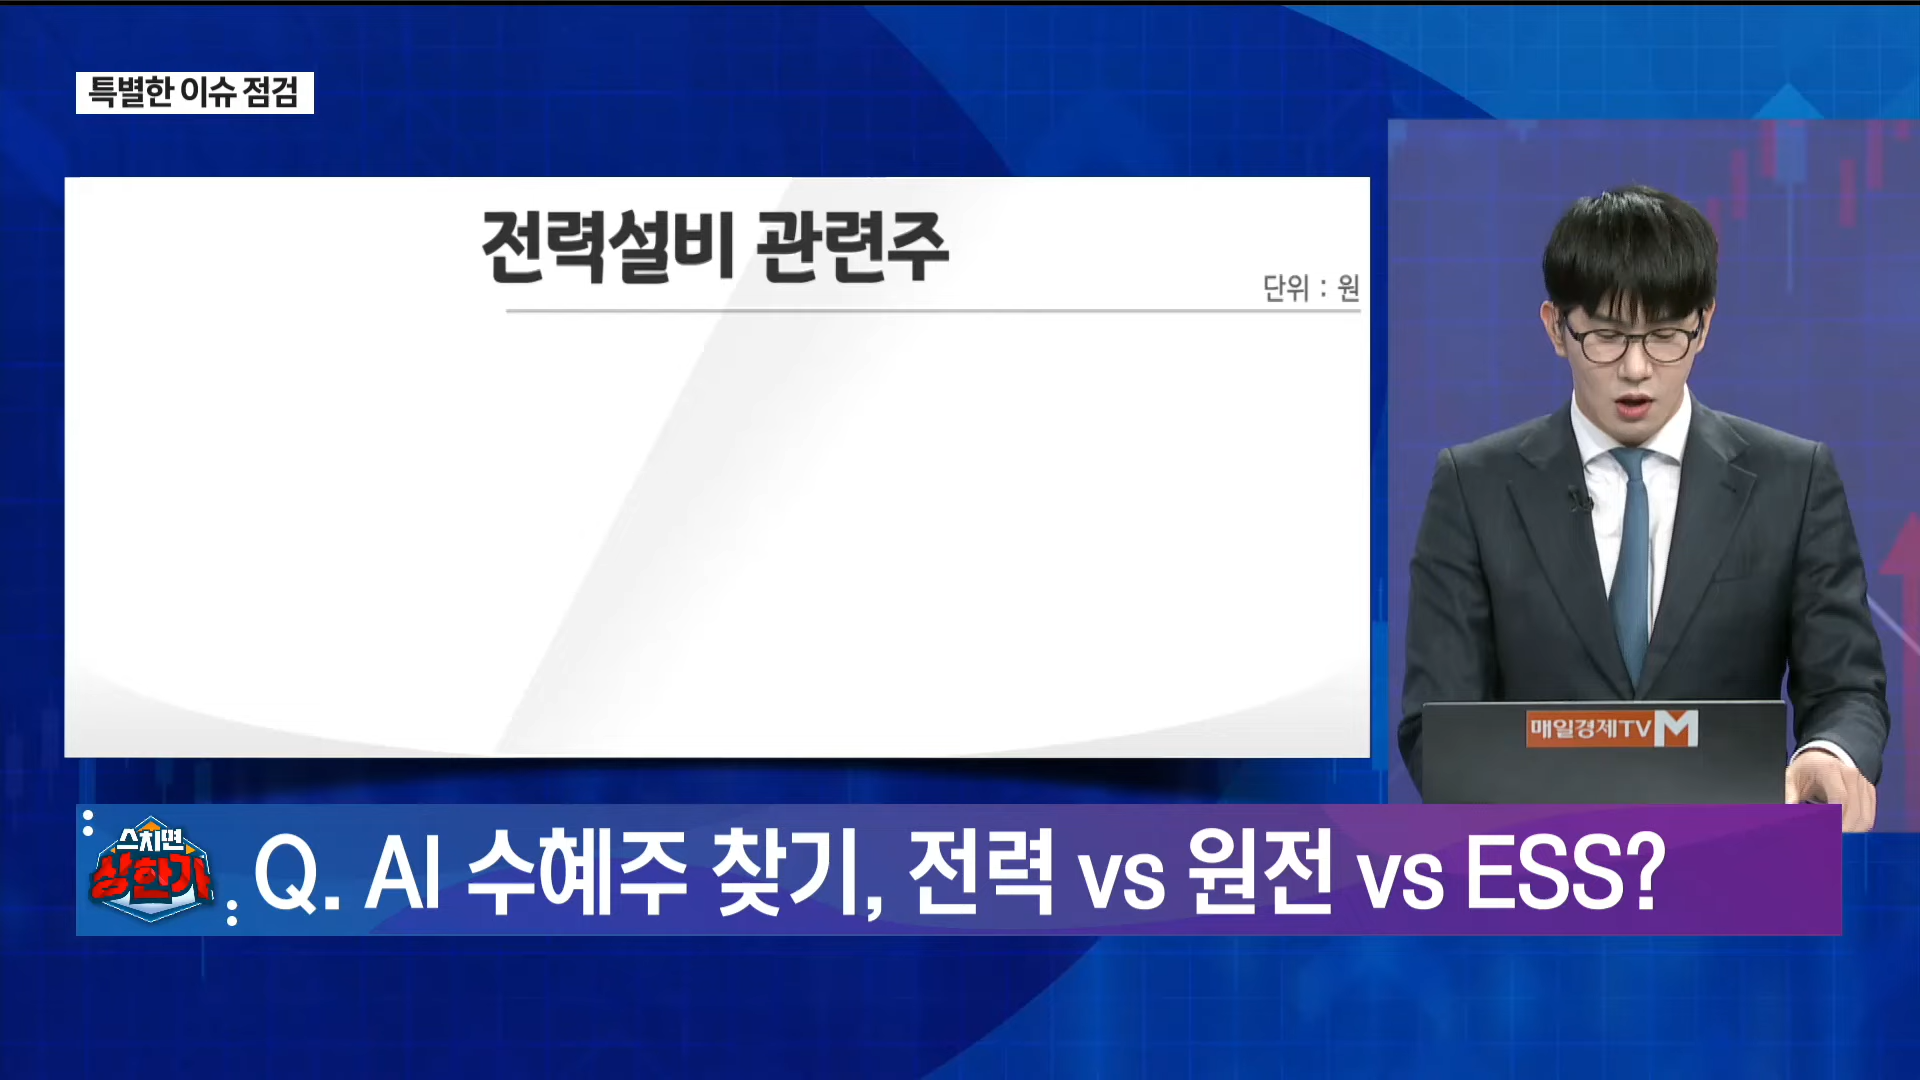 특별한 이슈 점검
전력설비 관련주
단위 : 원
매일경제TV M
스치면
상한가
Q. AI 수혜주 찾기, 전력 vs 원전 vs ESS?